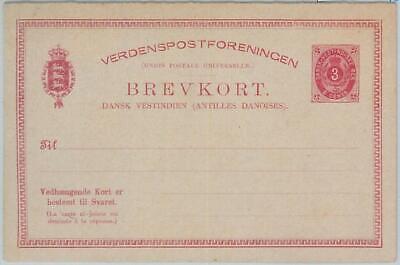 VERDENSPOSTFORENINGEN
(UNION POSTALE UNIVERSELLE.)
BREVKORT.
DANSK VESTINDIEN (ANTILLES DANOISES).
3
CENTS
Til
Vedhængende Kort er
bestemt til Svaret.
(La carte ci-jointe est
destinée à la réponse.)